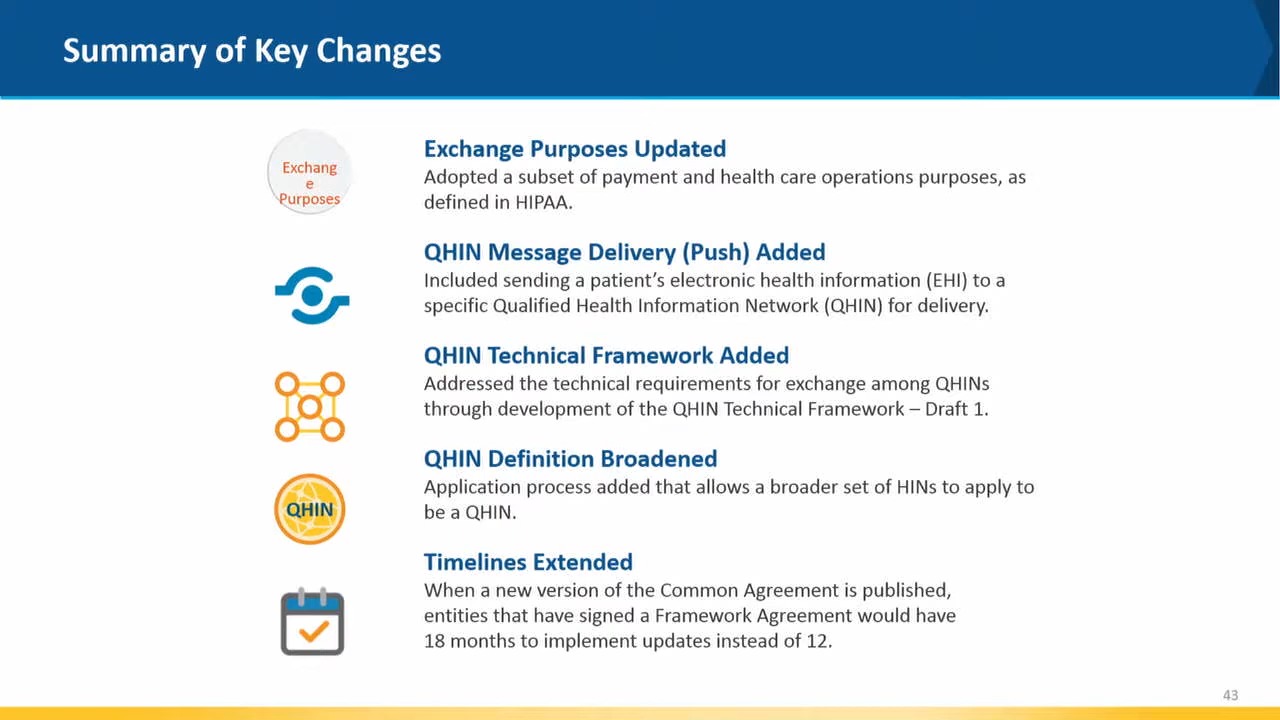 Summary of Key Changes
Exchang
e
Purposes
Exchange Purposes Updated
Adopted a subset of payment and health care operations purposes, as
defined in HIPAA.
QHIN Message Delivery (Push) Added
Included sending a patient’s electronic health information (EHI) to a
specific Qualified Health Information Network (QHIN) for delivery.
QHIN Technical Framework Added
Addressed the technical requirements for exchange among QHINs
through development of the QHIN Technical Framework – Draft 1.
QHIN
QHIN Definition Broadened
Application process added that allows a broader set of HINs to apply to
be a QHIN.
Timelines Extended
When a new version of the Common Agreement is published,
entities that have signed a Framework Agreement would have
18 months to implement updates instead of 12.
43